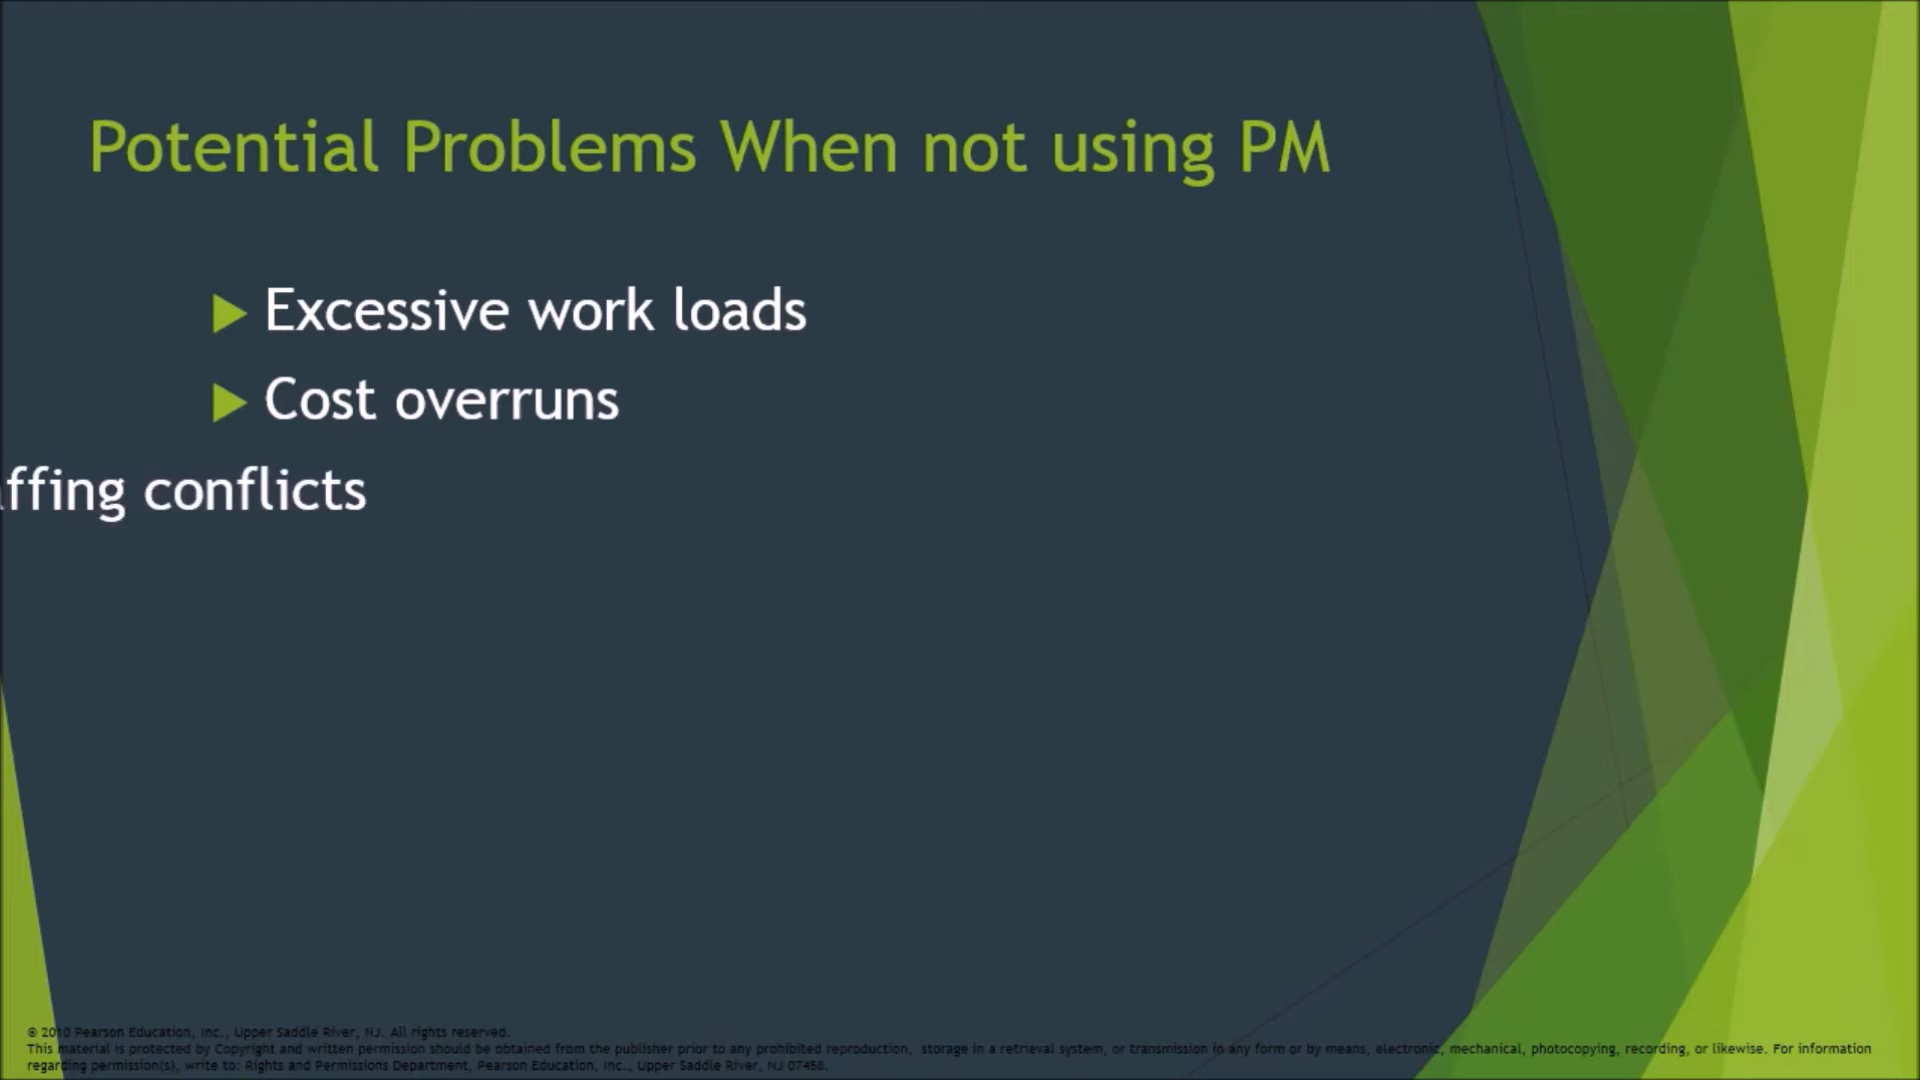 Potential Problems When not using PM
Excessive work loads
Cost overruns
ffing conflicts
© 2010 Pearson Education, Inc., Upper Saddle River, NJ. All rights reserved.
This material is protected by Copyright and written permission should be obtained from the publisher prior to any prohibited reproduction, storage in a retrieval system, or transmission in any form or by means, electronic, mechanical, photocopying, recording, or likewise. For information
regarding permission(s), write to: Rights and Permissions Department, Pearson Education, Inc., Upper Saddle River, NJ 07458.